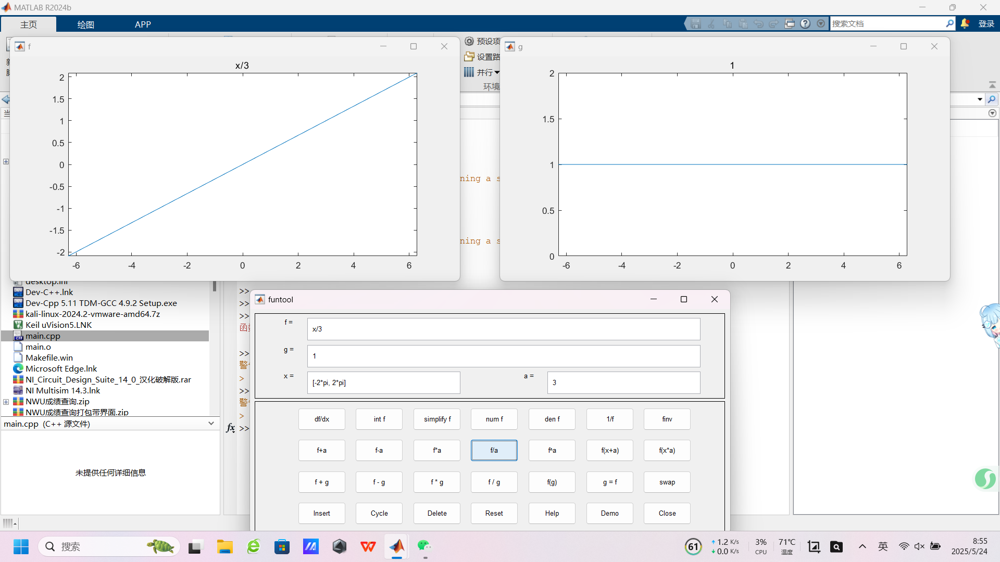 MATLAB R2024b
主页 绘图 APP
搜索文档
登录
f
预设项
设置路
并行
环境
g
x/3
2
1.5
1
0.5
0
-0.5
-1
-1.5
-2
-6 -4 -2 0 2 4 6
1
2
1.5
1
0.5
0
-6 -4 -2 0 2 4 6
ning a s
ning a s
desktop.ini
Dev-C++.lnk
Dev-Cpp 5.11 TDM-GCC 4.9.2 Setup.exe
kali-linux-2024.2-vmware-amd64.7z
Keil uVision5.LNK
main.cpp
main.o
Makefile.win
Microsoft Edge.lnk
NI_Circuit_Design_Suite_14_0_汉化破解版.rar
NI Multisim 14.3.lnk
NWU成绩查询.zip
NWU成绩查询打包带界面.zip
main.cpp (C++ 源文件)
未提供任何详细信息
>>
>>
>>
函
>>
警
>
>>
警
>
fx >>
funtool
f = x/3
g = 1
x = [-2*pi, 2*pi] a = 3
df/dx int f simplify f num f den f 1/f finv
f+a f-a f*a f/a f^a f(x+a) f(x*a)
f + g f - g f * g f / g f(g) g = f swap
Insert Cycle Delete Reset Help Demo Close
搜索
61
1.2 K/s
0.0 K/s
3%
CPU
71℃
温度
英
8:55
2025/5/24